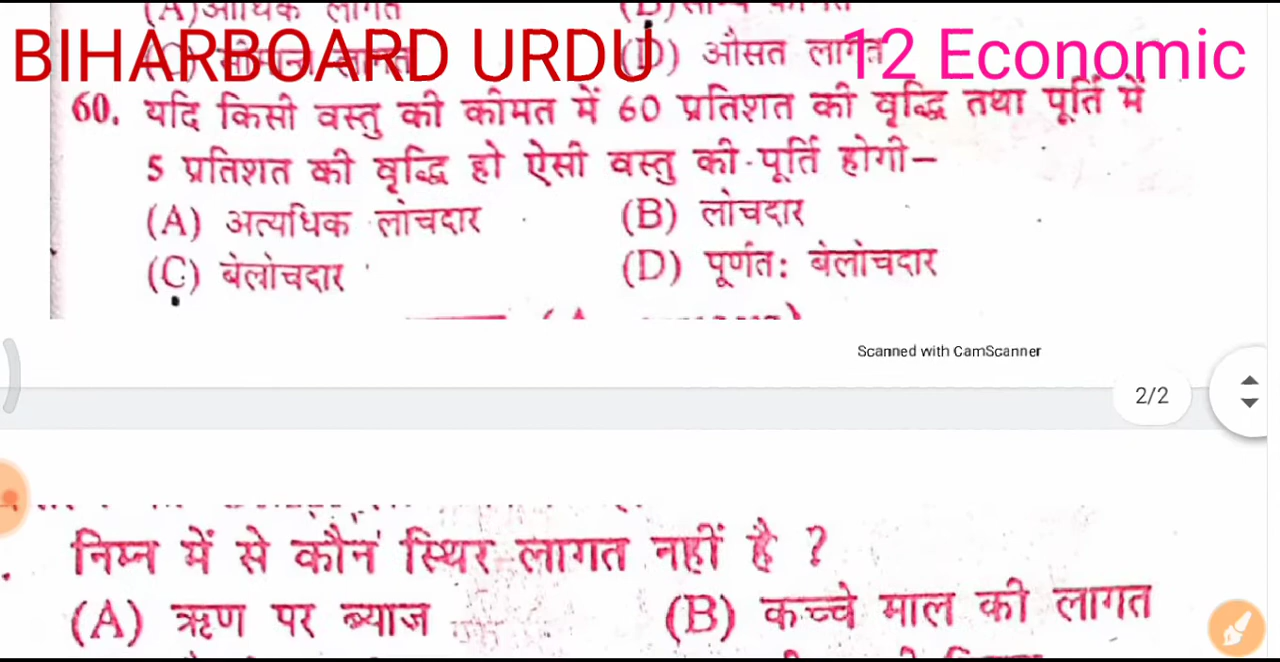 (D) औसत लागत
BIHARBOARD URDU 12 Economic
60. यदि किसी वस्तु की कीमत में 60 प्रतिशत की वृद्धि तथा पूर्ति में
5 प्रतिशत की वृद्धि हो ऐसी वस्तु की पूर्ति होगी–
(A) अत्यधिक लोचदार (B) लोचदार
(C) बेलोचदार (D) पूर्णत: बेलोचदार
Scanned with CamScanner
2/2
निम्न में से कौन स्थिर लागत नहीं है ?
(A) ऋण पर ब्याज (B) कच्चे माल की लागत